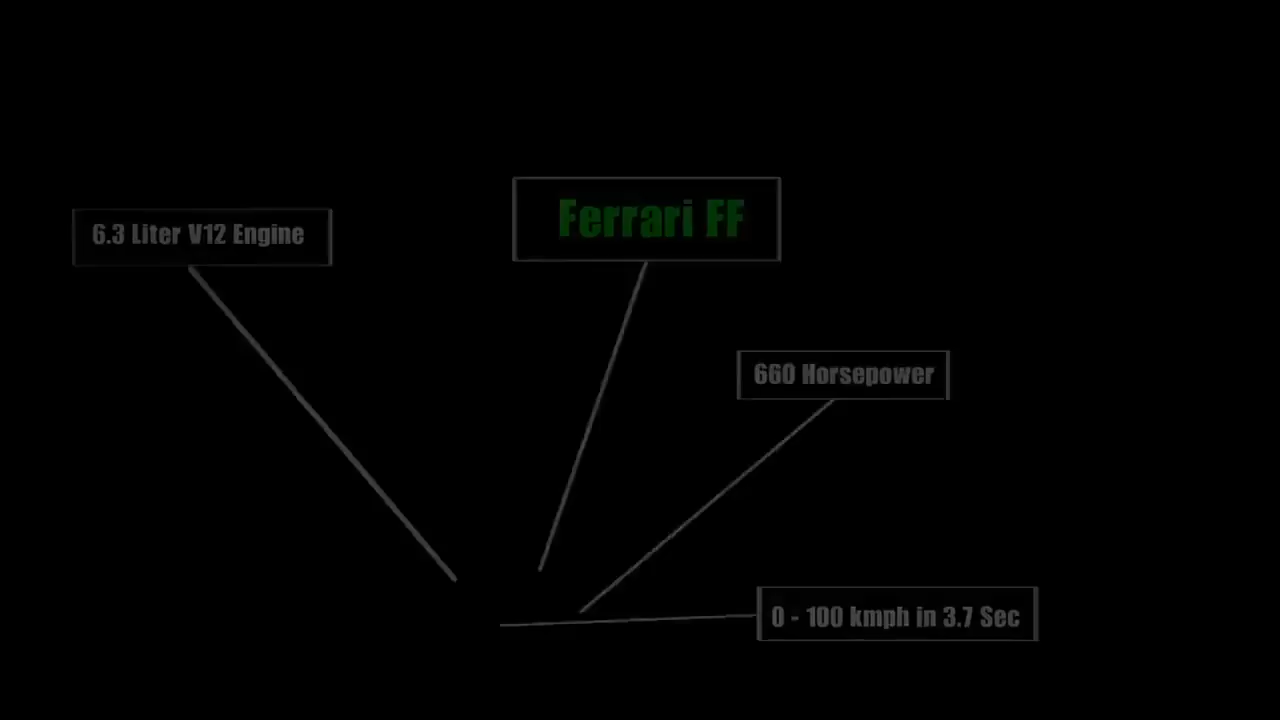 Ferrari FF
6.3 Liter V12 Engine
660 Horsepower
0 - 100 kmph in 3.7 Sec